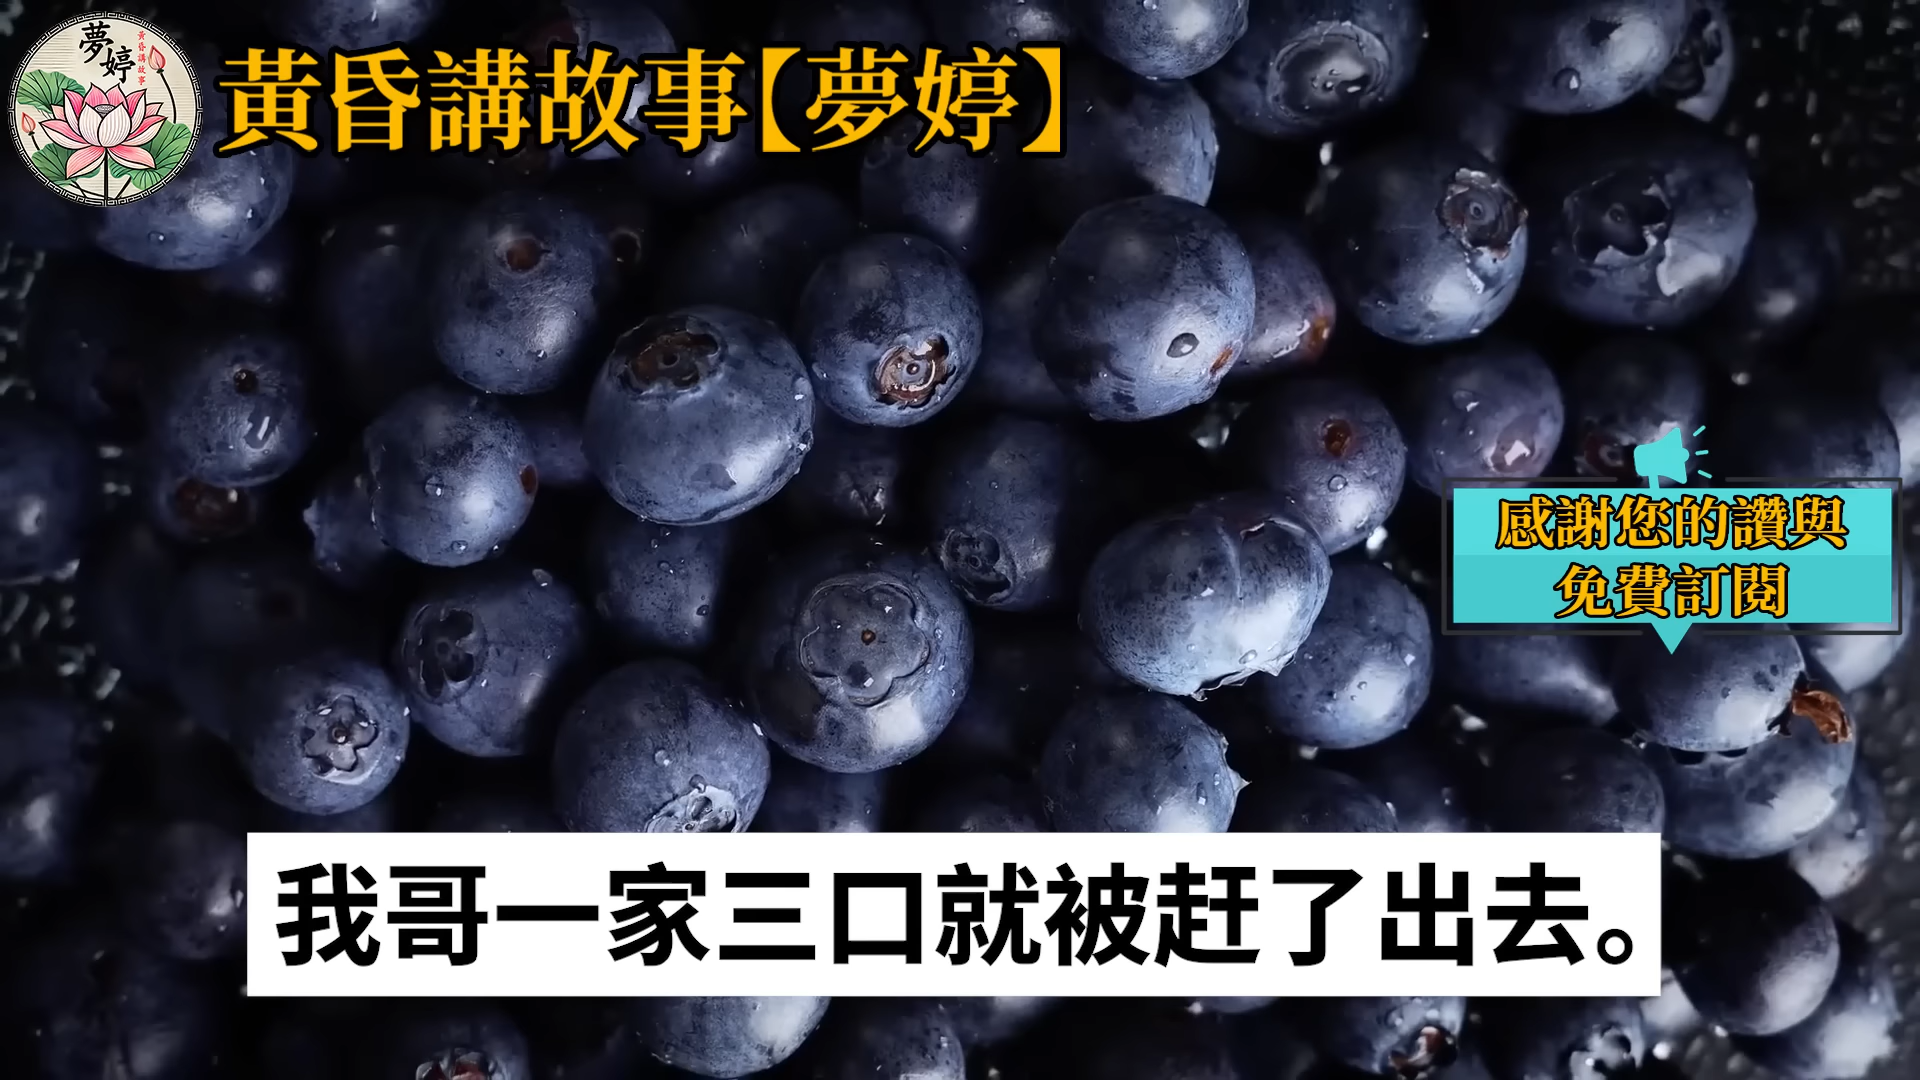 夢婷
黃昏講故事
黃昏講故事【夢婷】
感謝您的讚與
免費訂閱
我哥一家三口就被赶了出去。